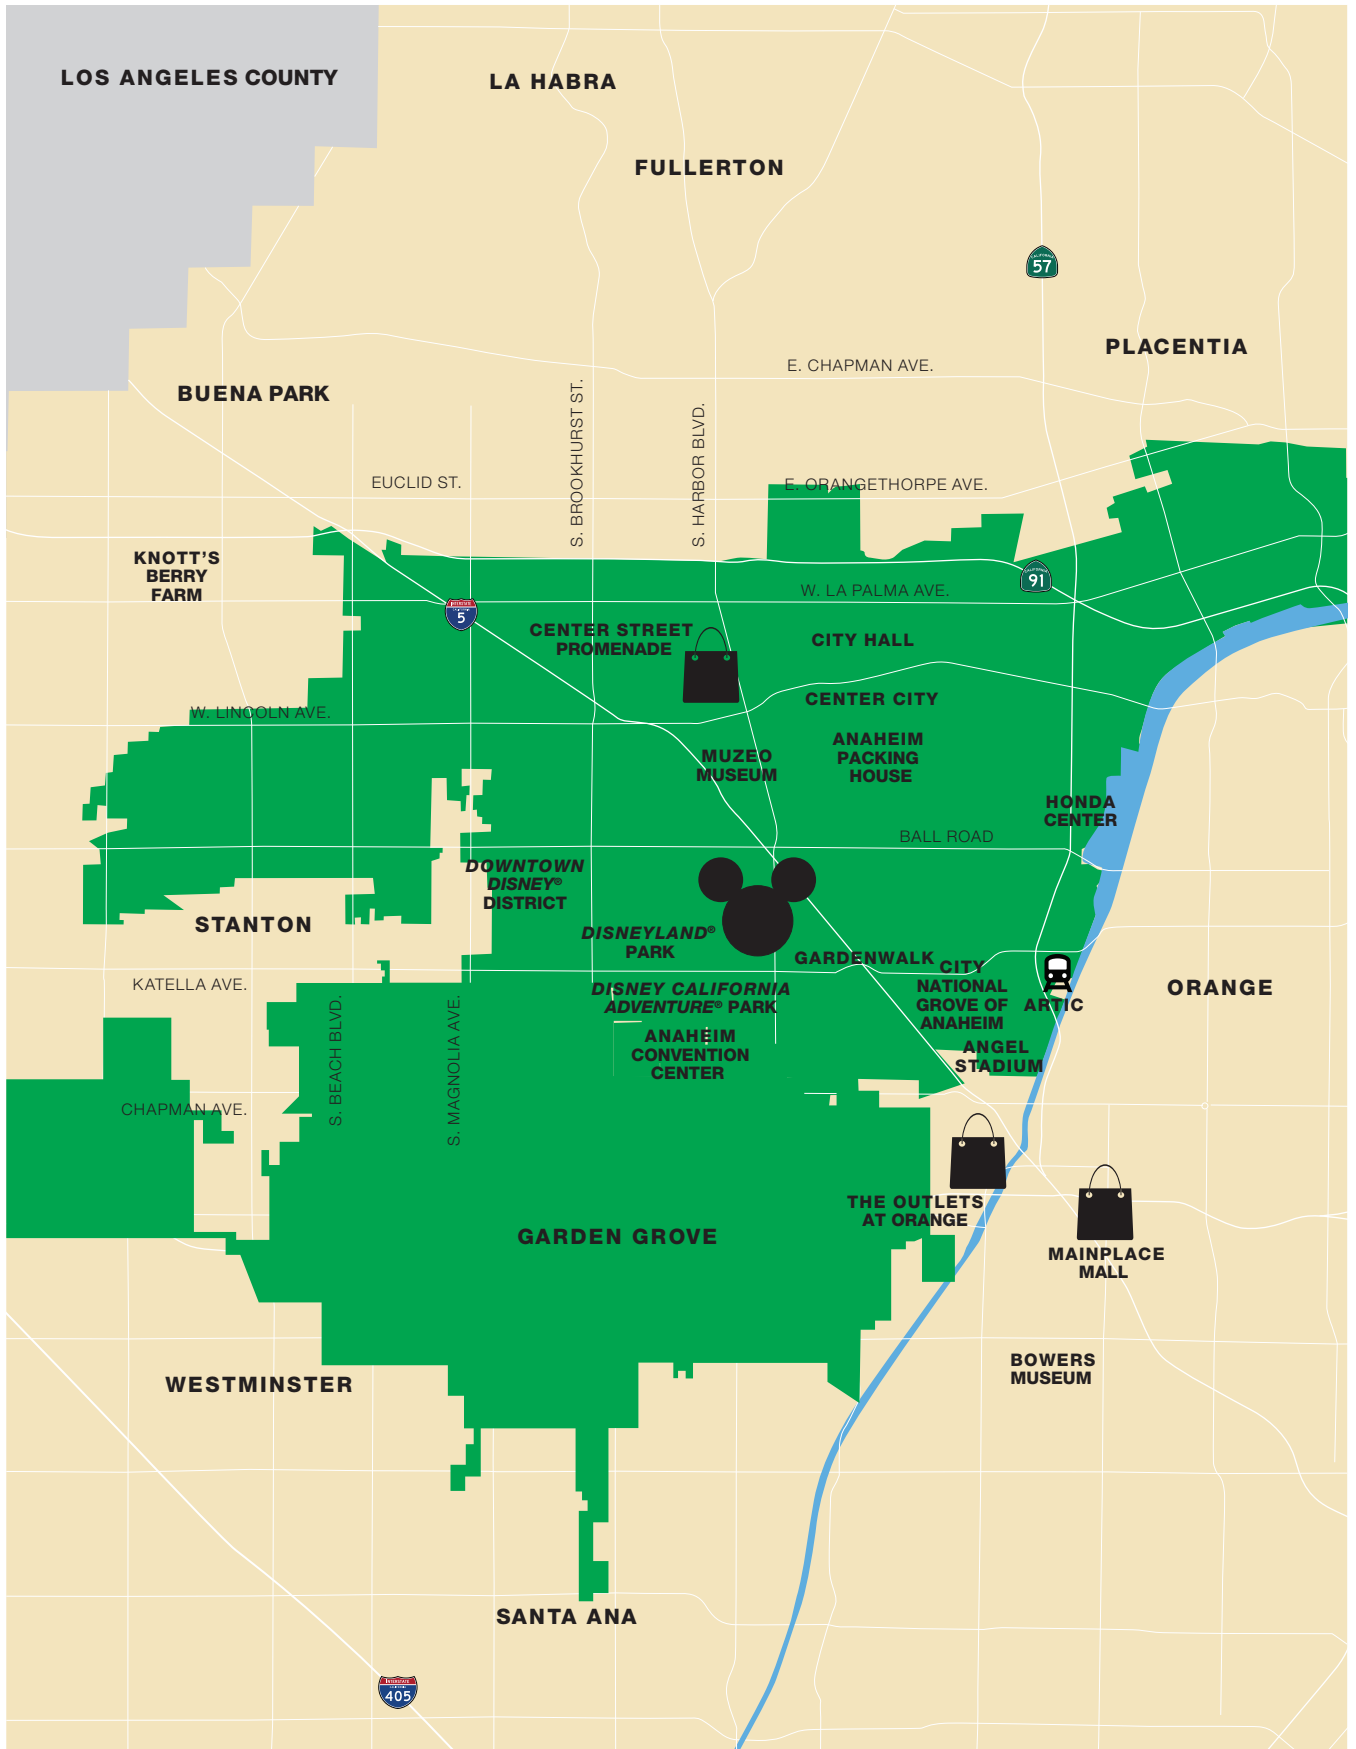 LOS ANGELES COUNTY
LA HABRA
FULLERTON
CALIFORNIA
57
PLACENTIA
E. CHAPMAN AVE.
BUENA PARK
S. BROOKHURST ST.
S. HARBOR BLVD.
EUCLID ST.
E. ORANGETHORPE AVE.
KNOTT'S
BERRY
FARM
CALIFORNIA
91
W. LA PALMA AVE.
INTERSTATE
5
CENTER STREET
PROMENADE
CITY HALL
CENTER CITY
W. LINCOLN AVE.
ANAHEIM
PACKING
HOUSE
MUZEO
MUSEUM
HONDA
CENTER
BALL ROAD
DOWNTOWN
DISNEY®
DISTRICT
STANTON
DISNEYLAND®
PARK
GARDENWALK
CITY
NATIONAL
GROVE OF
ANAHEIM
ARTIC
ORANGE
KATELLA AVE.
DISNEY CALIFORNIA
ADVENTURE® PARK
ANAHEIM
CONVENTION
CENTER
ANGEL
STADIUM
S. BEACH BLVD.
S. MAGNOLIA AVE.
CHAPMAN AVE.
THE OUTLETS
AT ORANGE
GARDEN GROVE
MAINPLACE
MALL
BOWERS
MUSEUM
WESTMINSTER
SANTA ANA
INTERSTATE
405